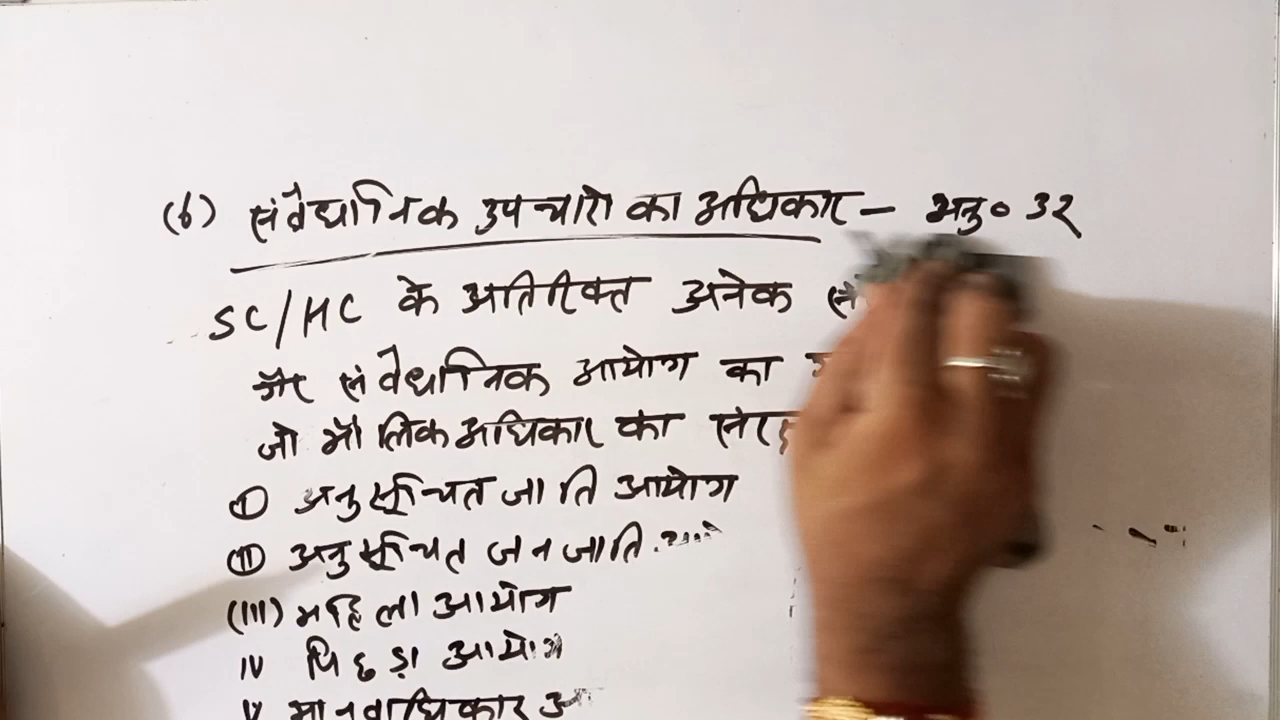 (6) संवैधानिक उपचारो का अधिकार – अनु० 32
SC/HC के अतिरिक्त अनेक
और संवैधानिक आयोग का
जो मौलिक अधिकार का
(I) अनुसूचित जाति आयोग
(II) अनुसूचित जनजाति
(III) महिला आयोग
IV पिछड़ा आयोग
V मानवाधिकार